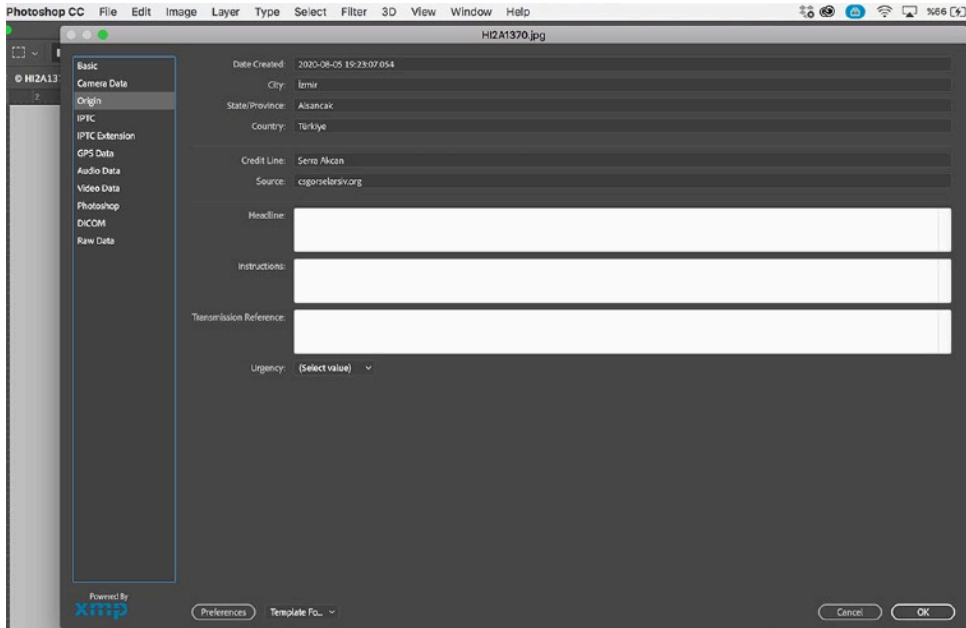 Photoshop CC File Edit Image Layer Type Select Filter 3D View Window Help %66
HI2A1370.jpg
© HI2A13
2
Basic
Camera Data
Origin
IPTC
IPTC Extension
GPS Data
Audio Data
Video Data
Photoshop
DICOM
Raw Data
Date Created: 2020-08-05 19:23:07.054
City: İzmir
State/Province: Alsancak
Country: Türkiye
Credit Line: Serra Akcan
Source: csgorselarsiv.org
Headline:
Instructions:
Transmission Reference:
Urgency: (Select value)
Powered By
xmp
Preferences Template Fo...
Cancel OK